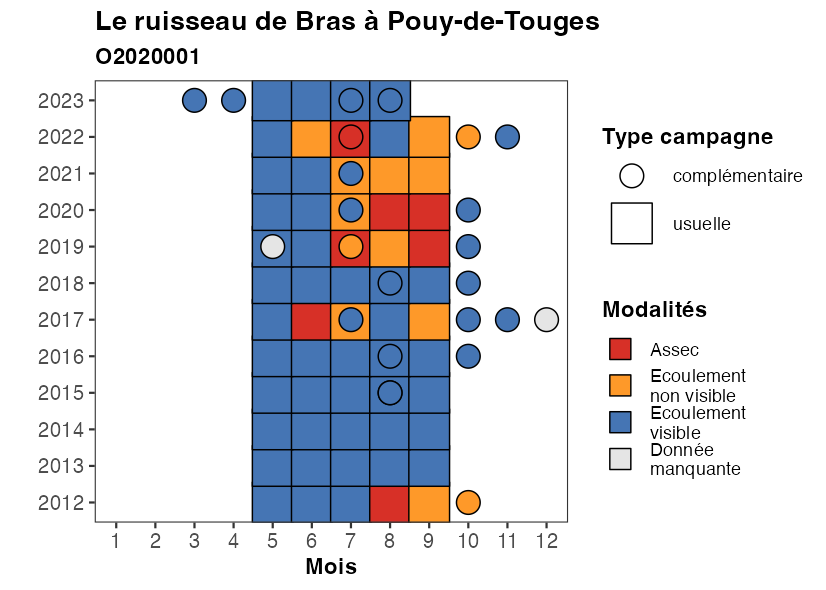 Le ruisseau de Bras à Pouy-de-Touges
O2020001
2023
2022
2021
2020
2019
2018
2017
2016
2015
2014
2013
2012
1 2 3 4 5 6 7 8 9 10 11 12
Mois
Type campagne
complémentaire
usuelle
Modalités
Assec
Ecoulement
non visible
Ecoulement
visible
Donnée
manquante